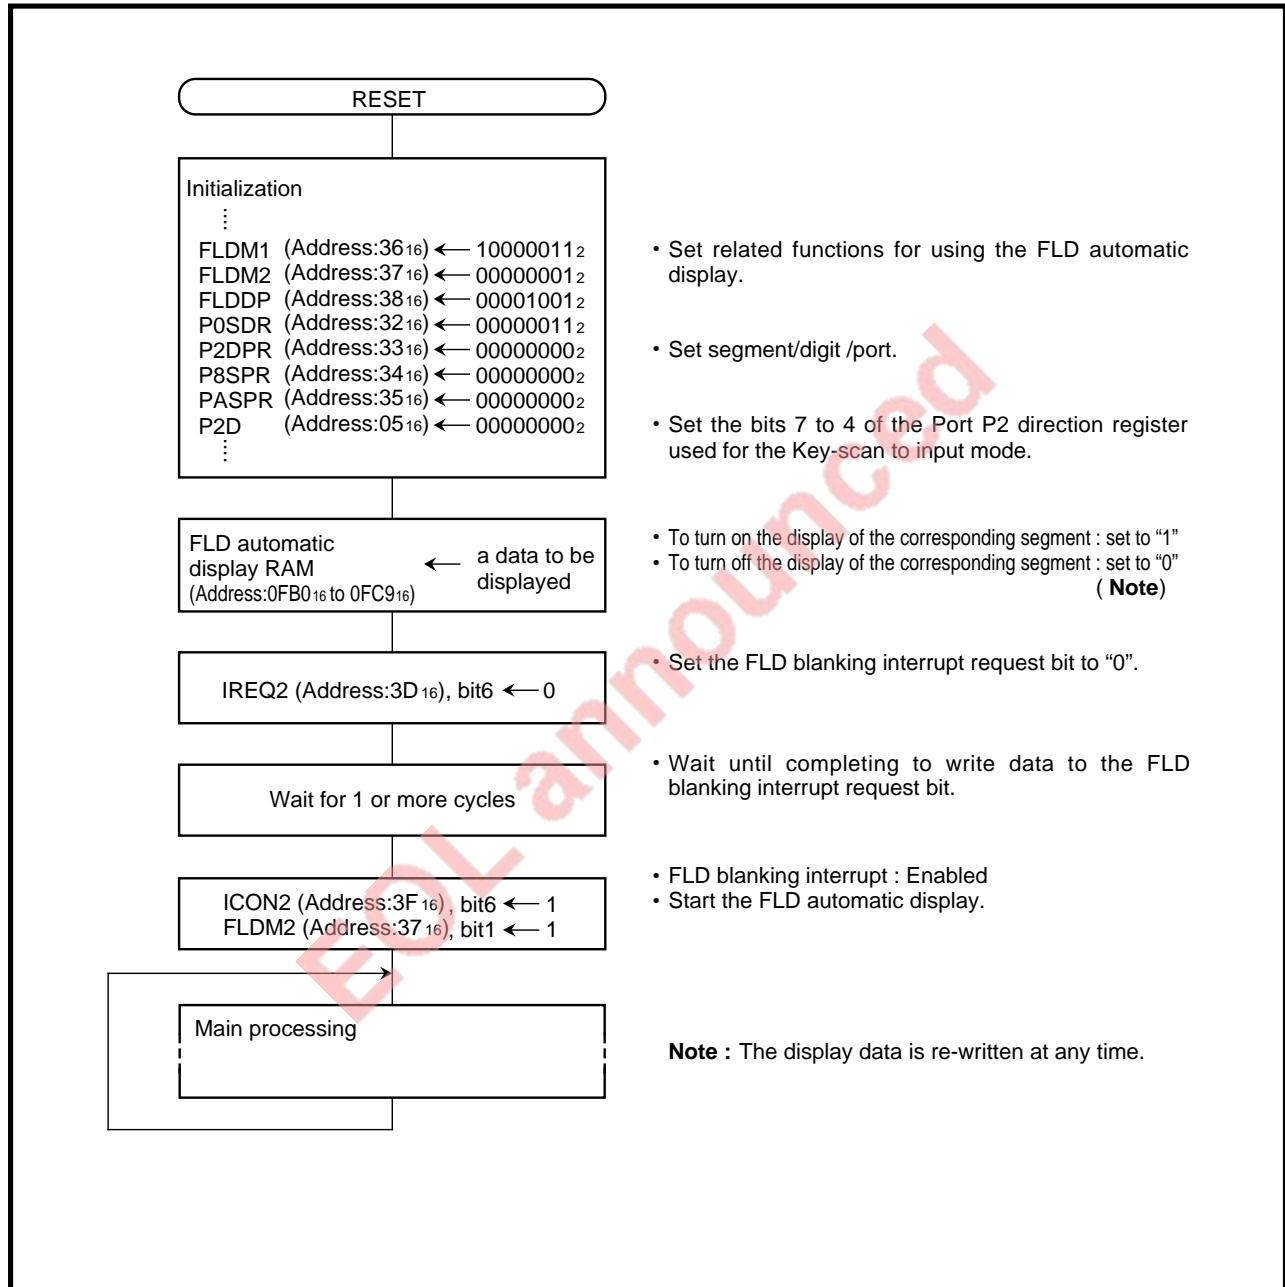 RESET
Initialization
FLDM1 (Address:3616) ← 100000112
FLDM2 (Address:3716) ← 000000012
FLDDP (Address:3816) ← 000010012
P0SDR (Address:3216) ← 000000112
P2DPR (Address:3316) ← 000000002
P8SPR (Address:3416) ← 000000002
PASPR (Address:3516) ← 000000002
P2D (Address:0516) ← 000000002
• Set related functions for using the FLD automatic
display.
• Set segment/digit /port.
• Set the bits 7 to 4 of the Port P2 direction register
used for the Key-scan to input mode.
FLD automatic
display RAM
(Address:0FB016 to 0FC916)
← a data to be
displayed
• To turn on the display of the corresponding segment : set to “1”
• To turn off the display of the corresponding segment : set to “0”
( Note)
IREQ2 (Address:3D16), bit6 ← 0
• Set the FLD blanking interrupt request bit to “0”.
Wait for 1 or more cycles
• Wait until completing to write data to the FLD
blanking interrupt request bit.
ICON2 (Address:3F16), bit6 ← 1
FLDM2 (Address:3716), bit1 ← 1
• FLD blanking interrupt : Enabled
• Start the FLD automatic display.
Main processing
Note : The display data is re-written at any time.
EOL announced